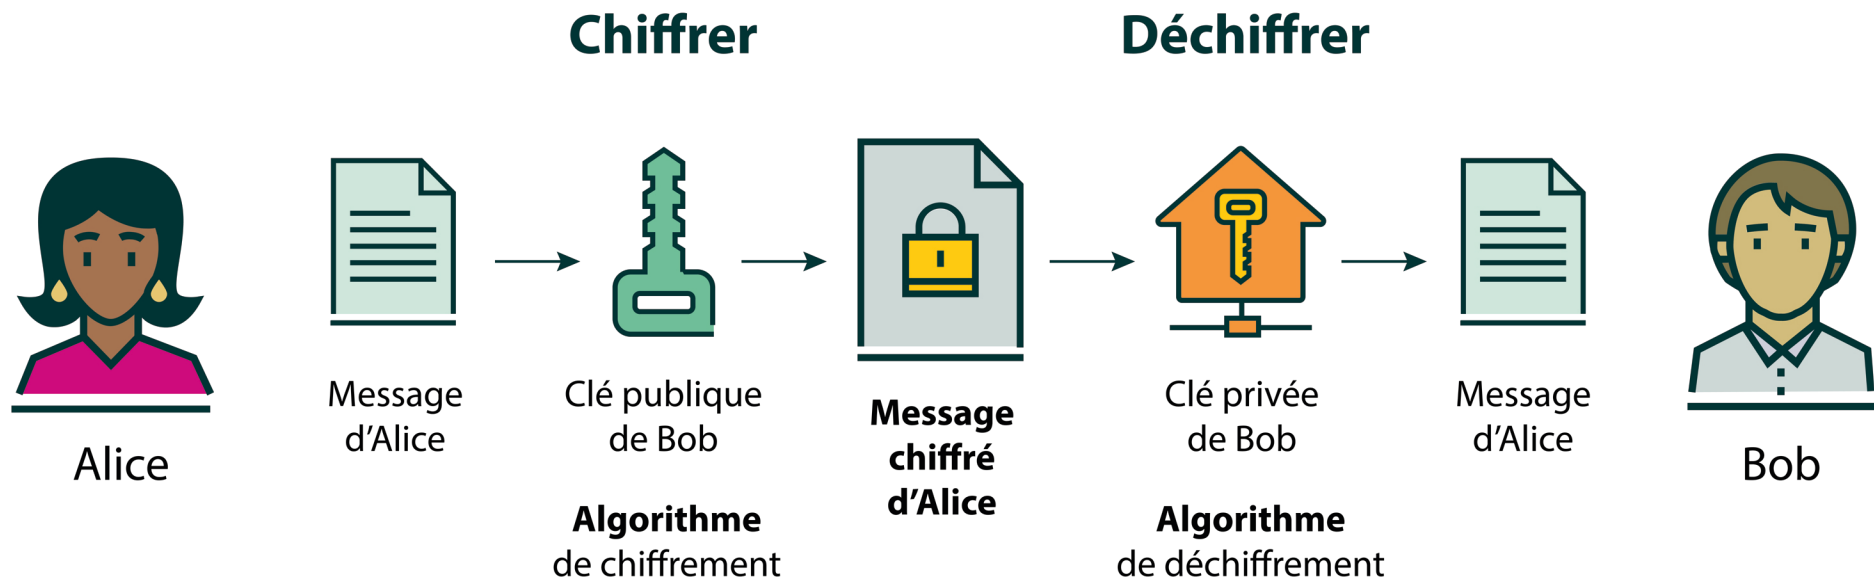 Chiffrer
Déchiffrer
Alice
Message
d’Alice
Clé publique
de Bob
Algorithme
de chiffrement
Message
chiffré
d’Alice
Clé privée
de Bob
Algorithme
de déchiffrement
Message
d’Alice
Bob